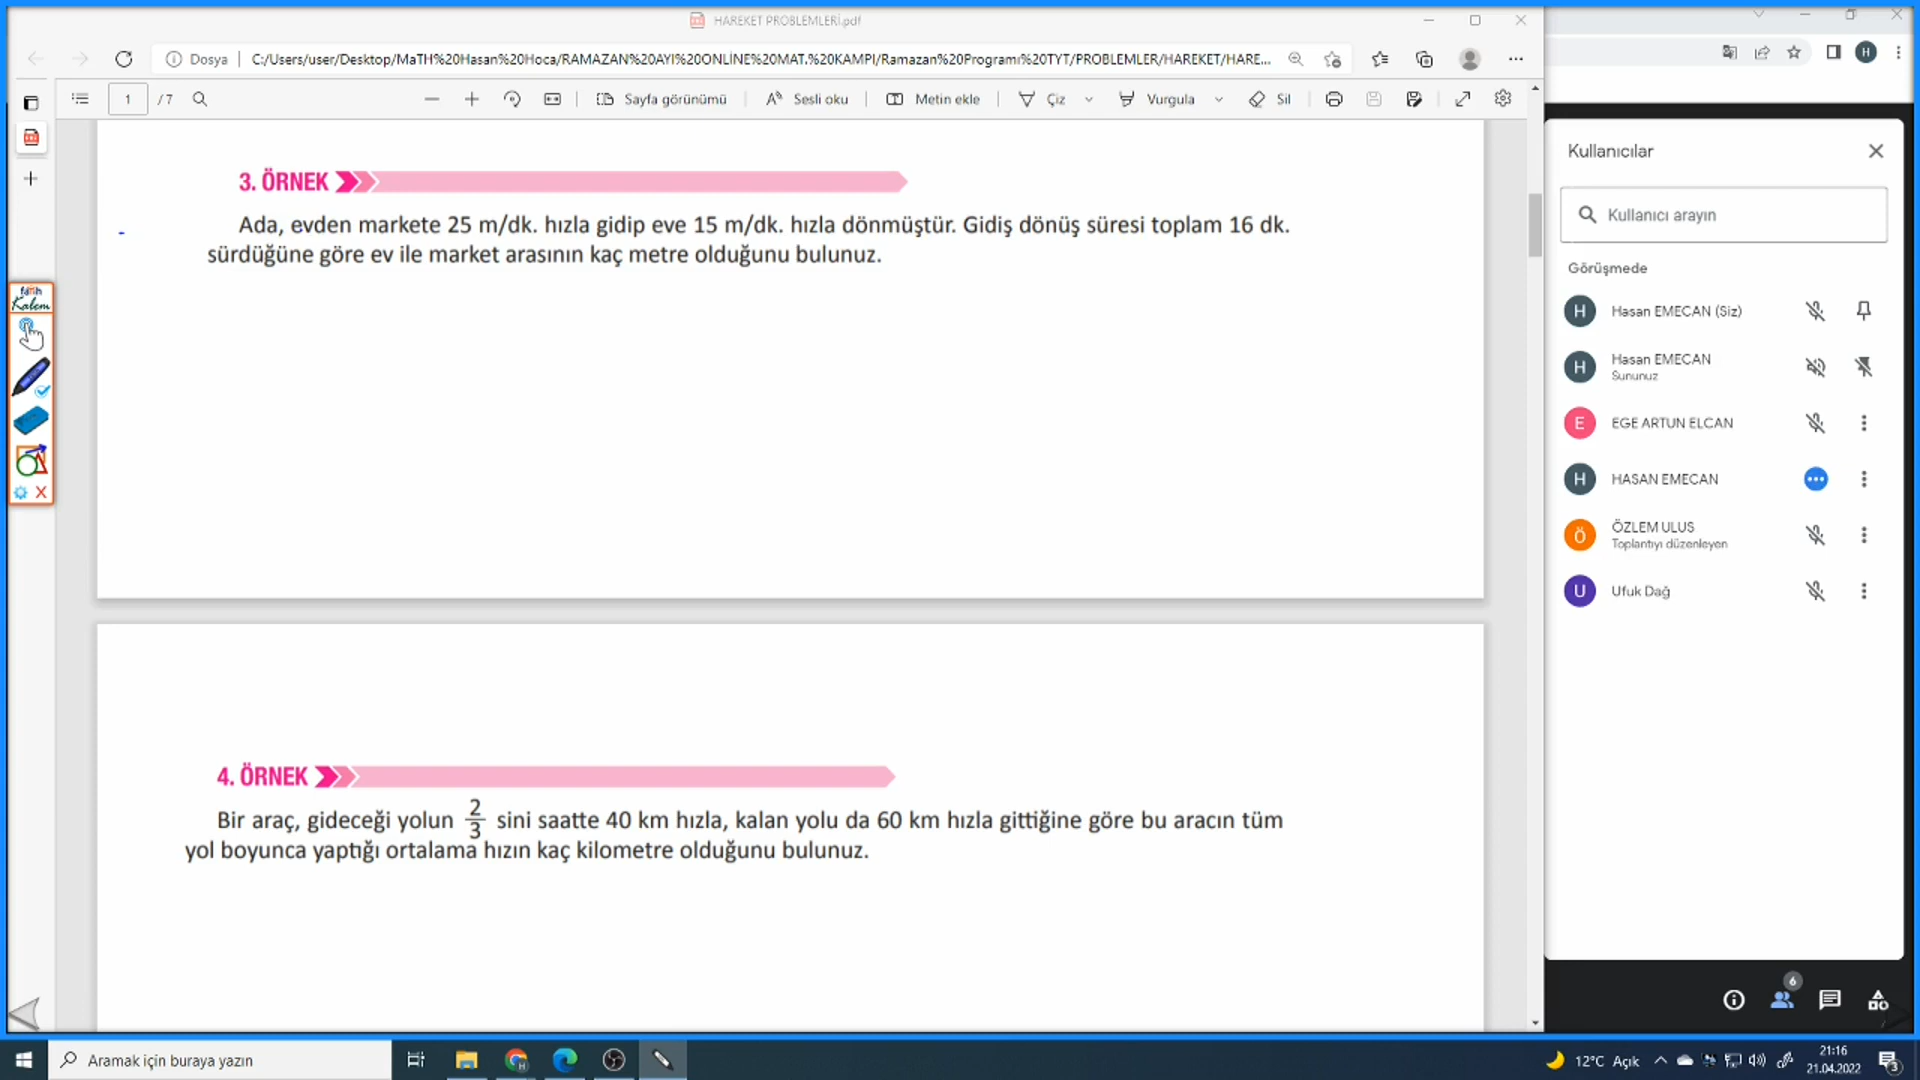 HAREKET PROBLEMLERİ.pdf
Dosya
C:/Users/user/Desktop/MaTH%20Hasan%20Hoca/RAMAZAN%20AYI%20ONLİNE%20MAT.%20KAMPI/Ramazan%20Programı%20TYT/PROBLEMLER/HAREKET/HARE...
H
1 /7
Sayfa görünümü
Sesli oku
Metin ekle
Çiz
Vurgula
Sil
3. ÖRNEK
Ada, evden markete 25 m/dk. hızla gidip eve 15 m/dk. hızla dönmüştür. Gidiş dönüş süresi toplam 16 dk.
sürdüğüne göre ev ile market arasının kaç metre olduğunu bulunuz.
fatih
Kalem
4. ÖRNEK
Bir araç, gideceği yolun 2/3 sini saatte 40 km hızla, kalan yolu da 60 km hızla gittiğine göre bu aracın tüm
yol boyunca yaptığı ortalama hızın kaç kilometre olduğunu bulunuz.
Kullanıcılar
Kullanıcı arayın
Görüşmede
H Hasan EMECAN (Siz)
H Hasan EMECAN
Sununuz
E EGE ARTUN ELCAN
H HASAN EMECAN
Ö ÖZLEM ULUS
Toplantıyı düzenleyen
U Ufuk Dağ
6
Aramak için buraya yazın
12°C Açık
21:16
21.04.2022
3